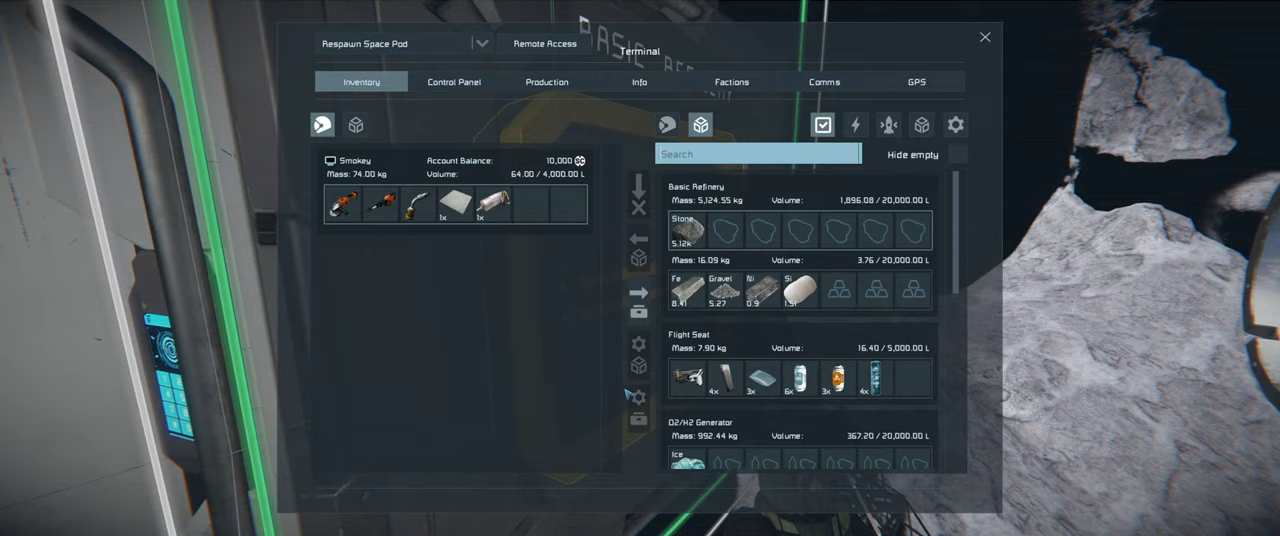 Respawn Space Pod
Remote Access
BASIC
Terminal
Inventory
Control Panel
Production
Info
Factions
Comms
GPS
Search
Hide empty
Smokey
Account Balance: 10,000
Mass: 74.00 kg
Volume: 64.00 / 4,000.00 L
1x
1x
Basic Refinery
Mass: 5,124.55 kg
Volume: 1,896.08 / 20,000.00 L
Stone
5.12k
Mass: 16.09 kg
Volume: 3.76 / 20,000.00 L
Fe
Gravel
Ni
Si
8.41
5.27
0.9
1.51
Flight Seat
Mass: 7.90 kg
Volume: 16.40 / 5,000.00 L
4x
3x
6x
3x
4x
O2/H2 Generator
Mass: 992.44 kg
Volume: 367.20 / 20,000.00 L
Ice